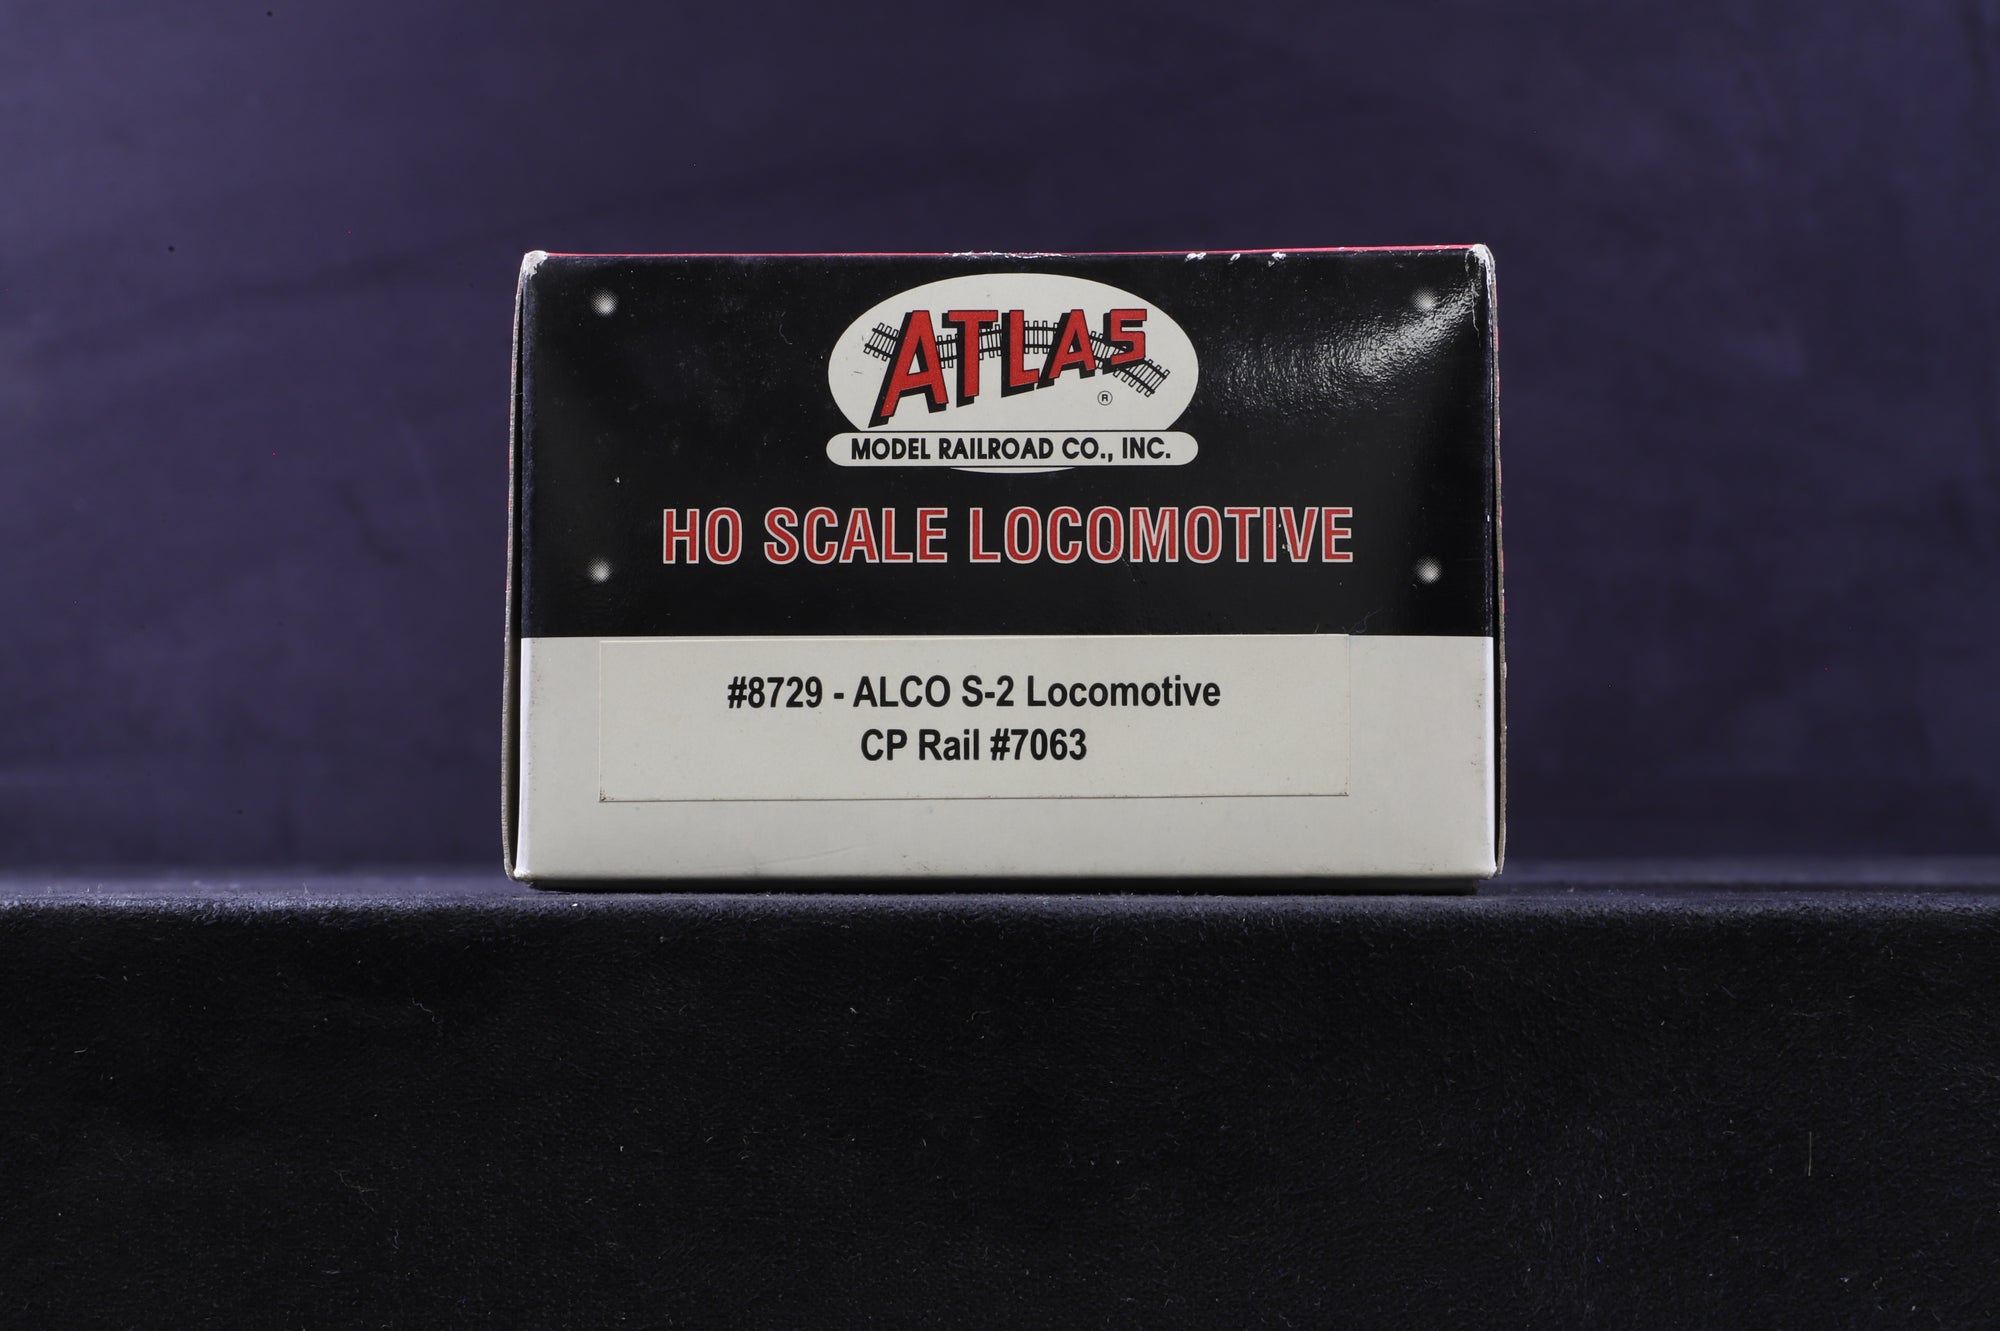 ATLAS
®
MODEL RAILROAD CO., INC.
HO SCALE LOCOMOTIVE
#8729 - ALCO S-2 Locomotive
CP Rail #7063